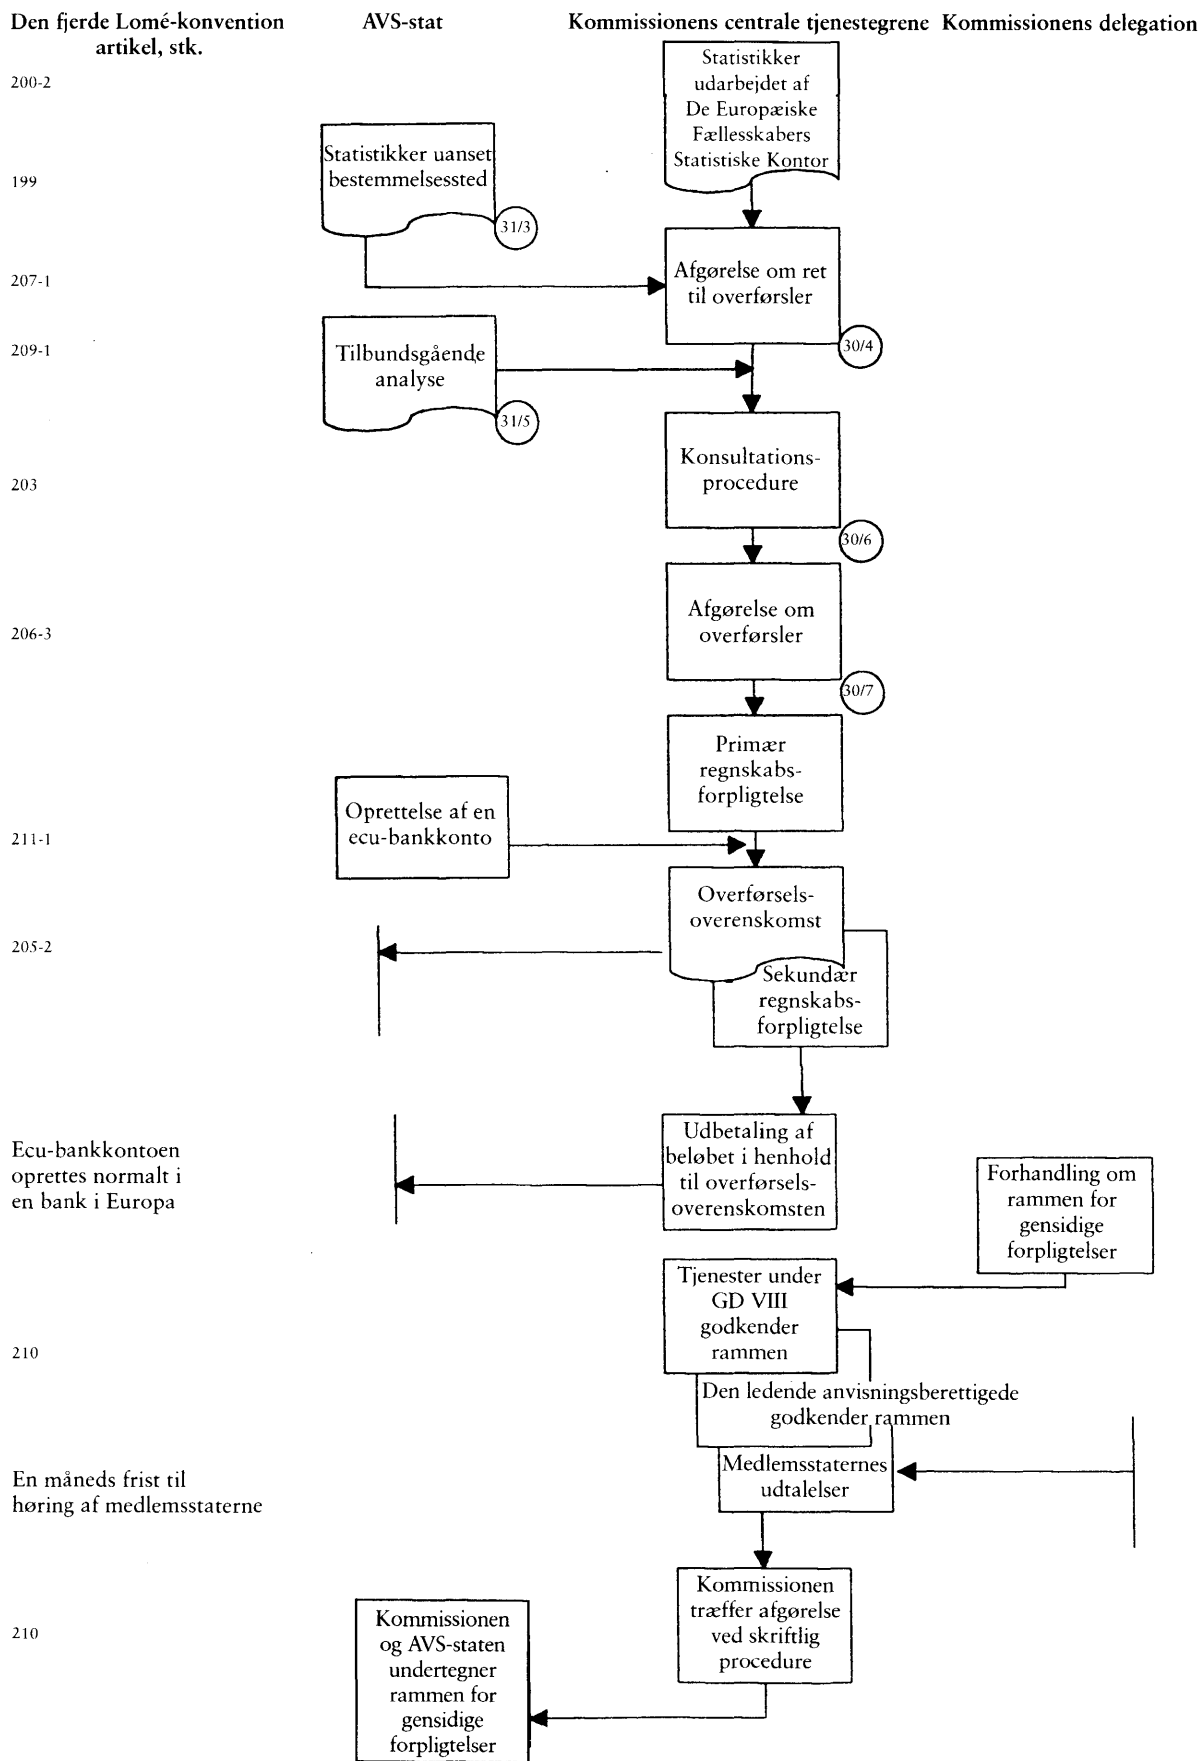 Den fjerde Lomé-konvention
artikel, stk.
AVS-stat
Kommissionens centrale tjenestegrene
Kommissionens delegation
200-2
Statistikker
udarbejdet af
De Europæiske
Fællesskabers
Statistiske Kontor
199
Statistikker uanset
bestemmelsessted
31/3
207-1
Afgørelse om ret
til overførsler
30/4
209-1
Tilbundsgående
analyse
31/5
203
Konsultations-
procedure
30/6
206-3
Afgørelse om
overførsler
30/7
Primær
regnskabs-
forpligtelse
211-1
Oprettelse af en
ecu-bankkonto
205-2
Overførsels-
overenskomst
Sekundær
regnskabs-
forpligtelse
Ecu-bankkontoen
oprettes normalt i
en bank i Europa
Udbetaling af
beløbet i henhold
til overførsels-
overenskomsten
Forhandling om
rammen for
gensidige
forpligtelser
210
Tjenester under
GD VIII
godkender
rammen
Den ledende anvisningsberettigede
godkender rammen
En måneds frist til
høring af medlemsstaterne
Medlemsstaternes
udtalelser
210
Kommissionen
træffer afgørelse
ved skriftlig
procedure
Kommissionen
og AVS-staten
undertegner
rammen for
gensidige
forpligtelser